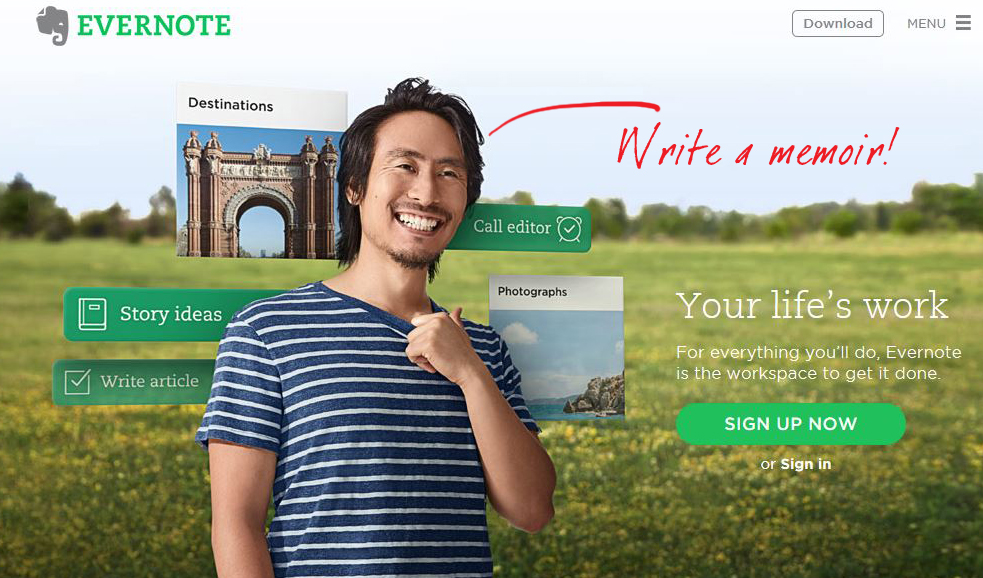 EVERNOTE
Download
MENU
Destinations
Write a memoir!
Call editor
Story ideas
Photographs
Your life’s work
For everything you’ll do, Evernote
is the workspace to get it done.
Write article
SIGN UP NOW
or Sign in